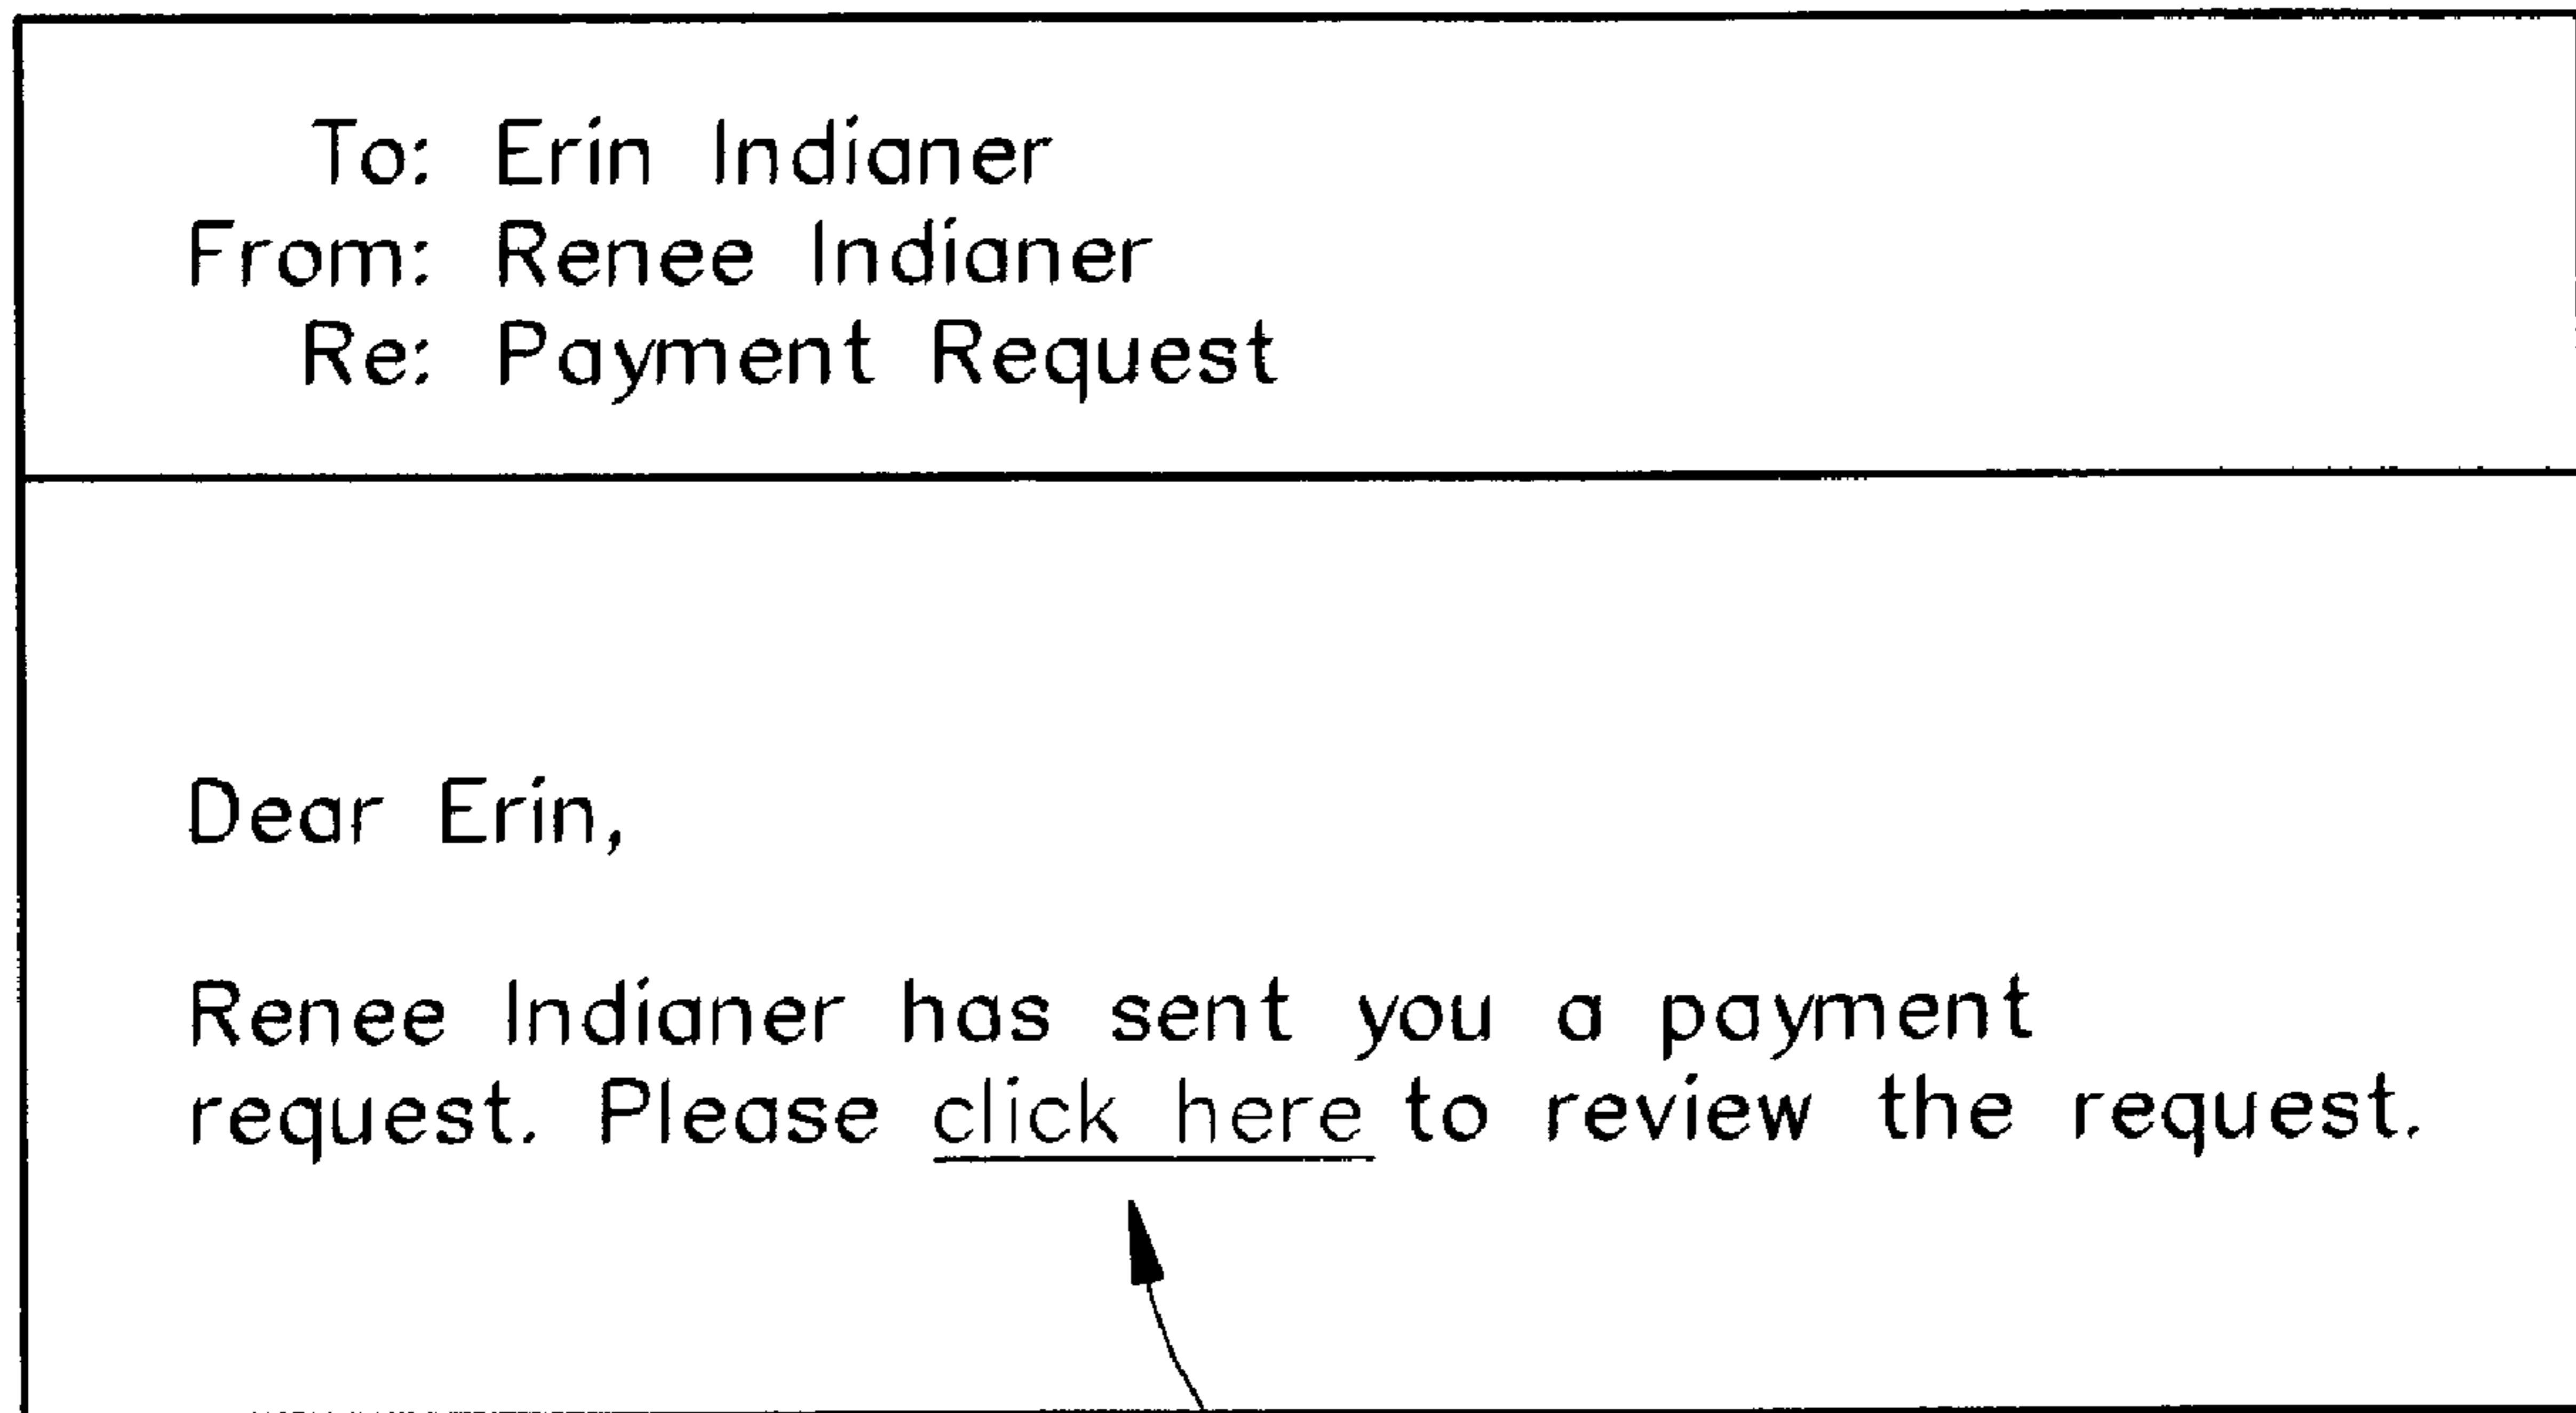 To: Erin Indianer
From: Renee Indianer
Re: Payment Request
Dear Erin,
Renee Indianer has sent you a payment
request. Please click here to review the request.